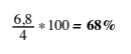 6,8/4 * 100 = 68%